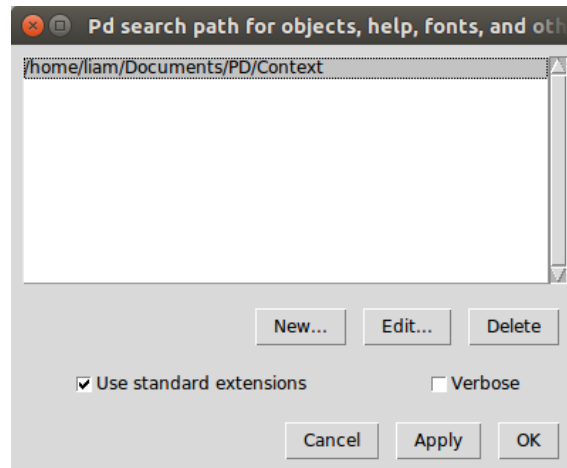 Pd search path for objects, help, fonts, and oth
/home/liam/Documents/PD/Context
New... Edit... Delete
Use standard extensions Verbose
Cancel Apply OK